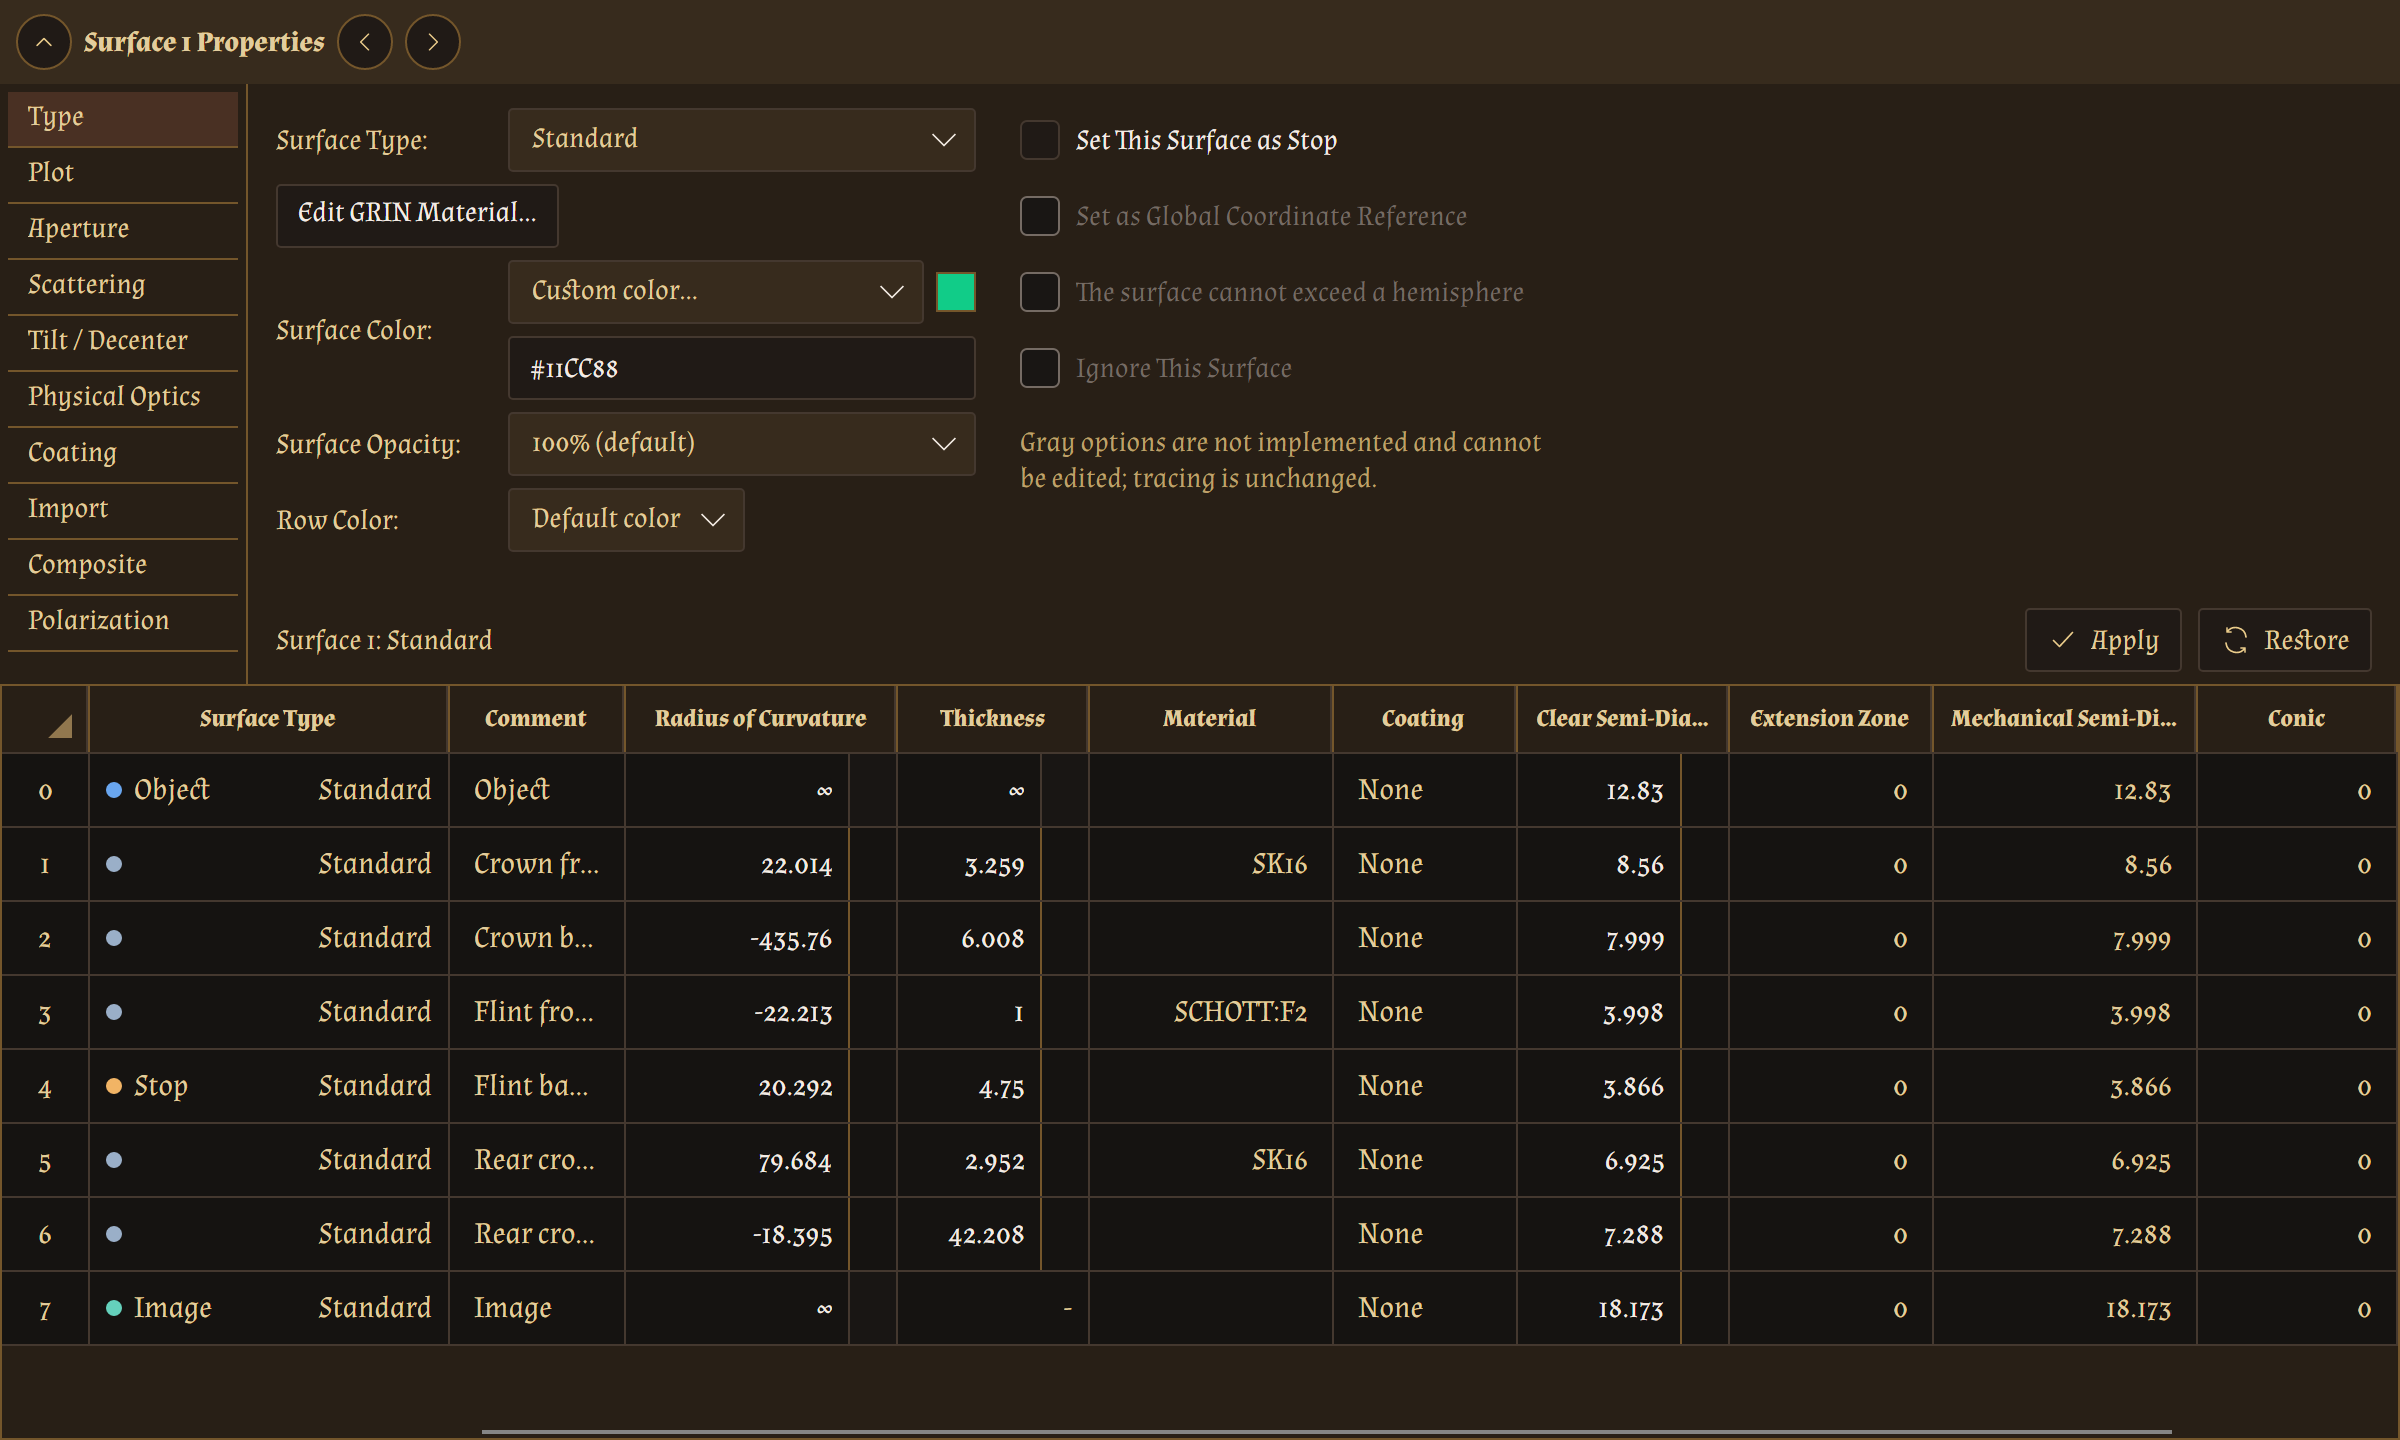 Surface 1 Properties
Type
Plot
Aperture
Scattering
Tilt / Decenter
Physical Optics
Coating
Import
Composite
Polarization
Surface Type: Standard
Edit GRIN Material...
Surface Color: Custom color...
#11CC88
Surface Opacity: 100% (default)
Row Color: Default color
Set This Surface as Stop
Set as Global Coordinate Reference
The surface cannot exceed a hemisphere
Ignore This Surface
Gray options are not implemented and cannot
be edited; tracing is unchanged.
Surface 1: Standard
Apply Restore
Surface Type Comment Radius of Curvature Thickness Material Coating Clear Semi-Dia... Extension Zone Mechanical Semi-Di... Conic
0 Object Standard Object ∞ ∞ None 12.83 0 12.83 0
1 Standard Crown fr... 22.014 3.259 SK16 None 8.56 0 8.56 0
2 Standard Crown b... -435.76 6.008 None 7.999 0 7.999 0
3 Standard Flint fro... -22.213 1 SCHOTT:F2 None 3.998 0 3.998 0
4 Stop Standard Flint ba... 20.292 4.75 None 3.866 0 3.866 0
5 Standard Rear cro... 79.684 2.952 SK16 None 6.925 0 6.925 0
6 Standard Rear cro... -18.395 42.208 None 7.288 0 7.288 0
7 Image Standard Image ∞ - None 18.173 0 18.173 0